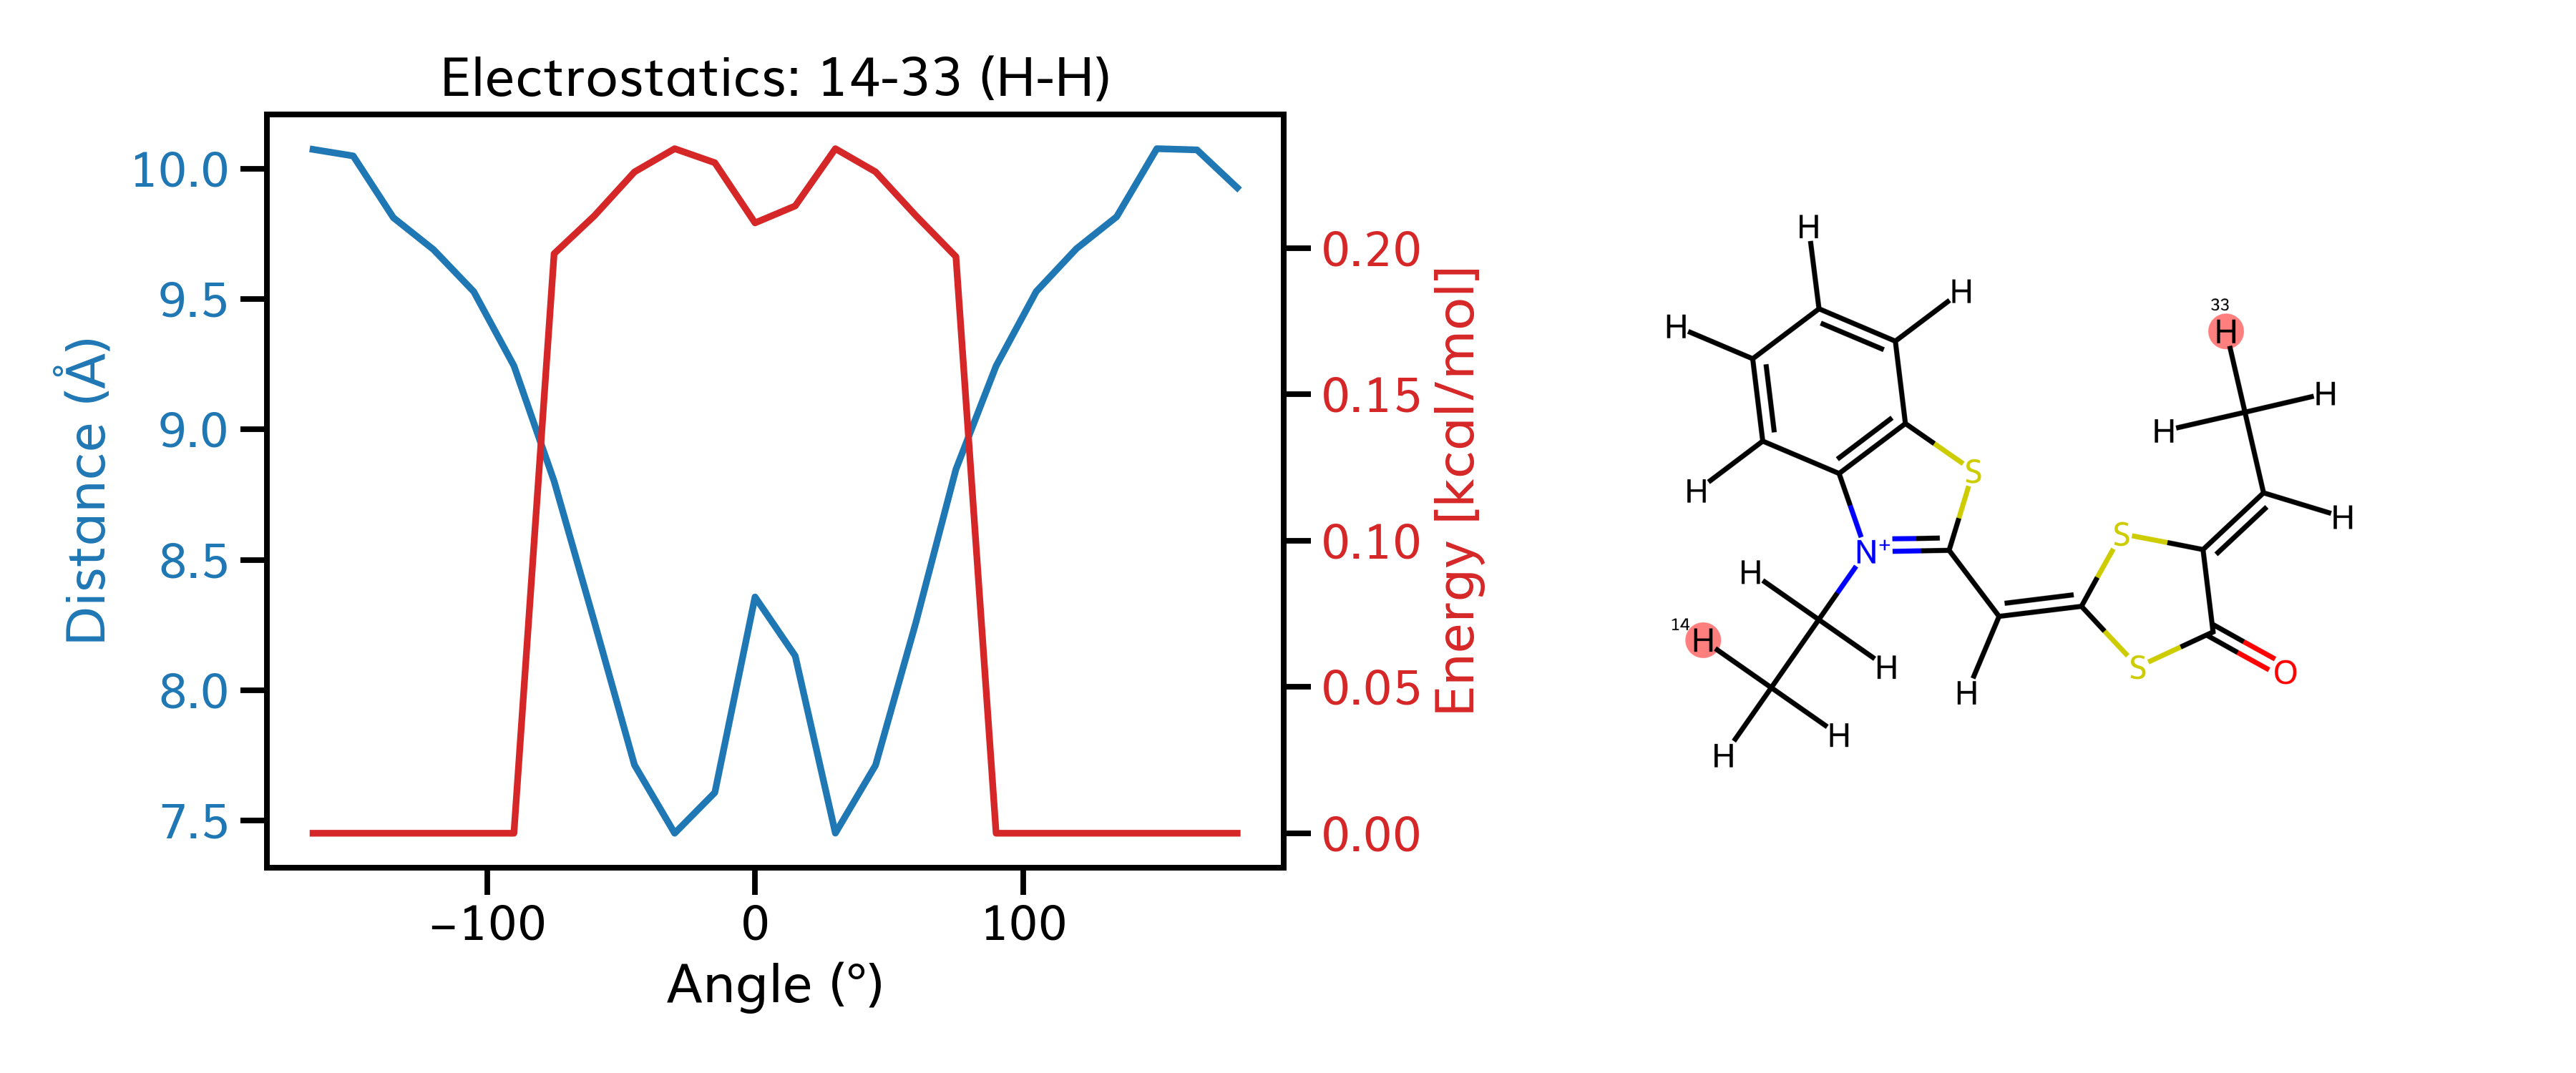 Electrostatics: 14-33 (H-H)
Distance (Å)
10.0
9.5
9.0
8.5
8.0
7.5
−100
0
100
Angle (°)
0.20
0.15
0.10
0.05
0.00
Energy [kcal/mol]
H
H
H
33
H
H
H
H
S
H
H
S
N+
H
14
H
H
H
S
O
H
H